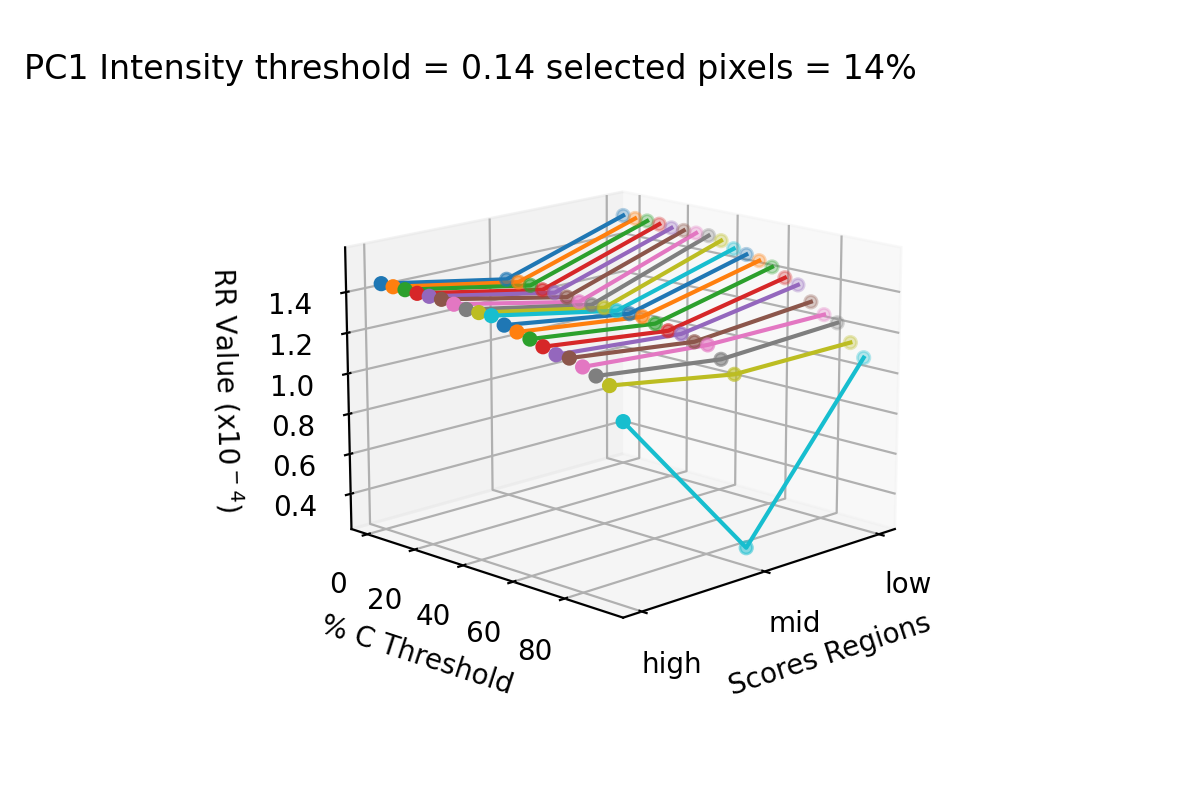 PC1 Intensity threshold = 0.14 selected pixels = 14%
RR Value (x10⁻⁴)
1.4
1.2
1.0
0.8
0.6
0.4
0
20
40
60
80
% C Threshold
high
mid
low
Scores Regions